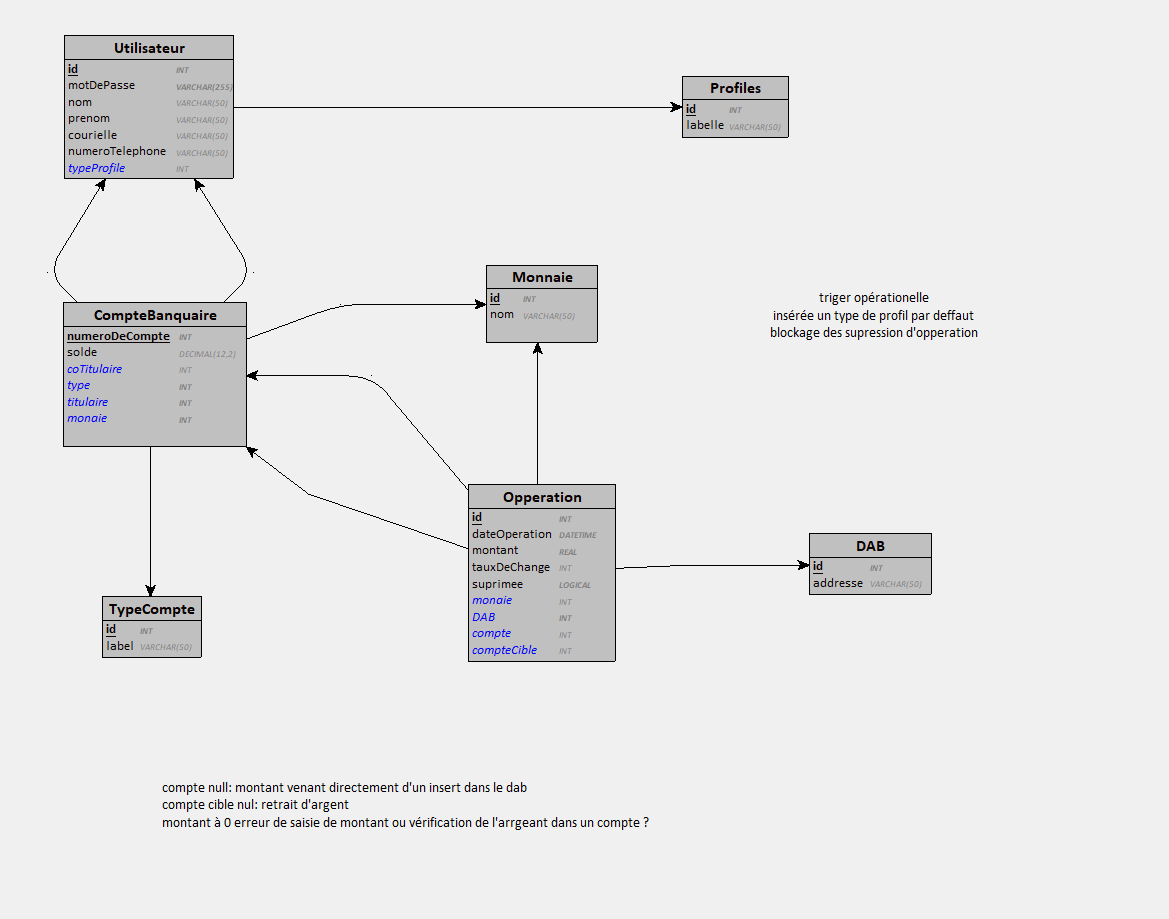 Utilisateur
id INT
motDePasse VARCHAR(255)
nom VARCHAR(50)
prenom VARCHAR(50)
courielle VARCHAR(50)
numeroTelephone VARCHAR(50)
typeProfile INT
Profiles
id INT
labelle VARCHAR(50)
Monnaie
id INT
nom VARCHAR(50)
triger opérationelle
insérée un type de profil par deffaut
blockage des supression d'opperation
CompteBanquaire
numeroDeCompte INT
solde DECIMAL(12,2)
coTitulaire INT
type INT
titulaire INT
monaie INT
Opperation
id INT
dateOperation DATETIME
montant REAL
tauxDeChange INT
suprimee LOGICAL
monaie INT
DAB INT
compte INT
compteCible INT
DAB
id INT
addresse VARCHAR(50)
TypeCompte
id INT
label VARCHAR(50)
compte null: montant venant directement d'un insert dans le dab
compte cible nul: retrait d'argent
montant à 0 erreur de saisie de montant ou vérification de l'arrgeant dans un compte ?